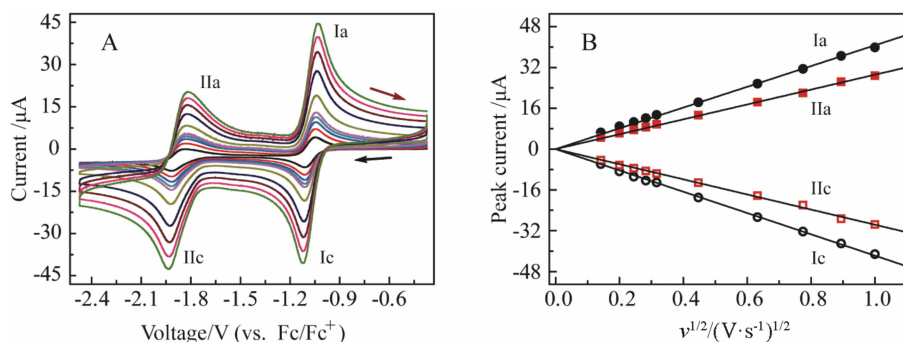 A
Ia
IIa
IIc
Ic
45
30
15
0
-15
-30
-45
Current /μA
-2.4 -2.1 -1.8 -1.5 -1.2 -0.9 -0.6
Voltage/V (vs. Fc/Fc⁺)
B
Ia
IIa
IIc
Ic
48
32
16
0
-16
-32
-48
Peak current /μA
0.0 0.2 0.4 0.6 0.8 1.0
v^1/2/(V·s⁻¹)^1/2